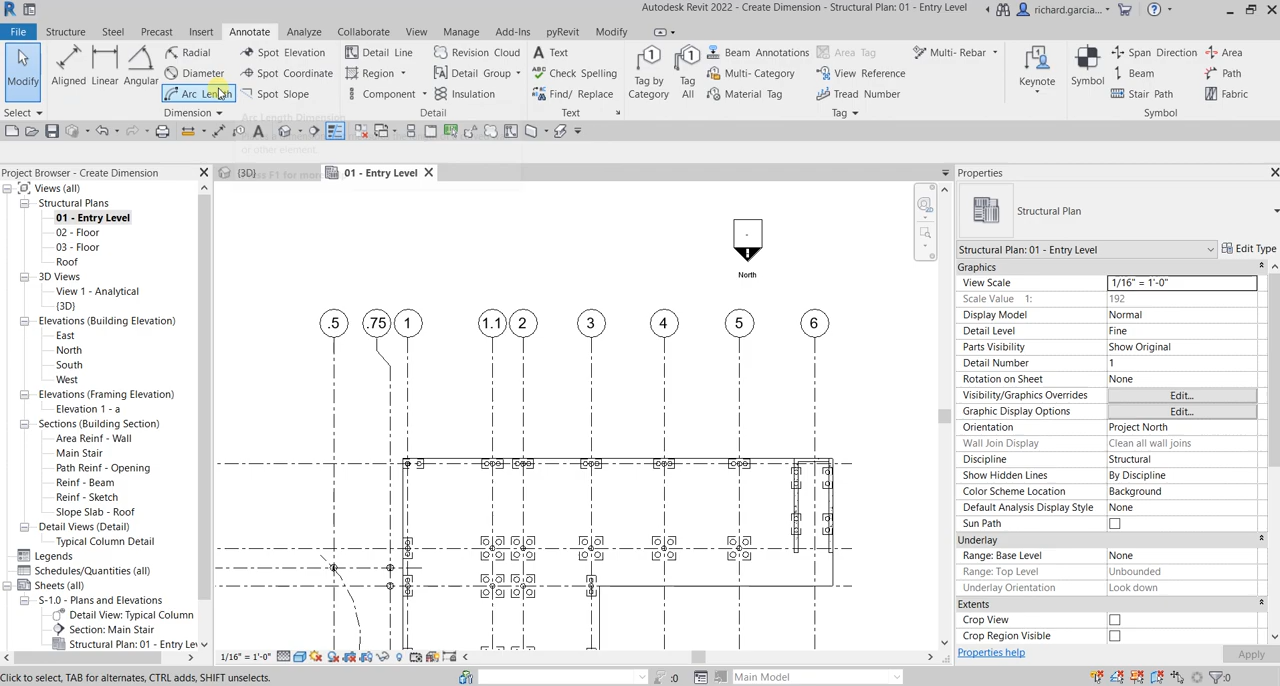 Autodesk Revit 2022 - Create Dimension - Structural Plan: 01 - Entry Level
richard.garcia...
File Structure Steel Precast Insert Annotate Analyze Collaborate View Manage Add-Ins pyRevit Modify
Modify Aligned Linear Angular Radial Diameter Arc Length Spot Elevation Spot Coordinate Spot Slope
Detail Line Region Component Revision Cloud Detail Group Insulation
Text Check Spelling Find/ Replace
Tag by Category Tag All Beam Annotations Multi- Category Material Tag Area Tag View Reference Tread Number Multi- Rebar
Keynote Symbol Span Direction Beam Stair Path Area Path Fabric
Select Dimension Detail Text Tag Symbol
Arc Length Dimension
or other element.
Press F1 for more
Project Browser - Create Dimension
{3D} 01 - Entry Level
Properties
Views (all)
Structural Plans
01 - Entry Level
02 - Floor
03 - Floor
Roof
3D Views
View 1 - Analytical
{3D}
Elevations (Building Elevation)
East
North
South
West
Elevations (Framing Elevation)
Elevation 1 - a
Sections (Building Section)
Area Reinf - Wall
Main Stair
Path Reinf - Opening
Reinf - Beam
Reinf - Sketch
Slope Slab - Roof
Detail Views (Detail)
Typical Column Detail
Legends
Schedules/Quantities (all)
Sheets (all)
S-1.0 - Plans and Elevations
Detail View: Typical Column
Section: Main Stair
Structural Plan: 01 - Entry Lev
North
.5 .75 1 1.1 2 3 4 5 6
Structural Plan
Structural Plan: 01 - Entry Level Edit Type
Graphics
View Scale 1/16" = 1'-0"
Scale Value 1: 192
Display Model Normal
Detail Level Fine
Parts Visibility Show Original
Detail Number 1
Rotation on Sheet None
Visibility/Graphics Overrides Edit...
Graphic Display Options Edit...
Orientation Project North
Wall Join Display Clean all wall joins
Discipline Structural
Show Hidden Lines By Discipline
Color Scheme Location Background
Default Analysis Display Style None
Sun Path
Underlay
Range: Base Level None
Range: Top Level Unbounded
Underlay Orientation Look down
Extents
Crop View
Crop Region Visible
Properties help Apply
1/16" = 1'-0"
Click to select, TAB for alternates, CTRL adds, SHIFT unselects.
:0 Main Model :0